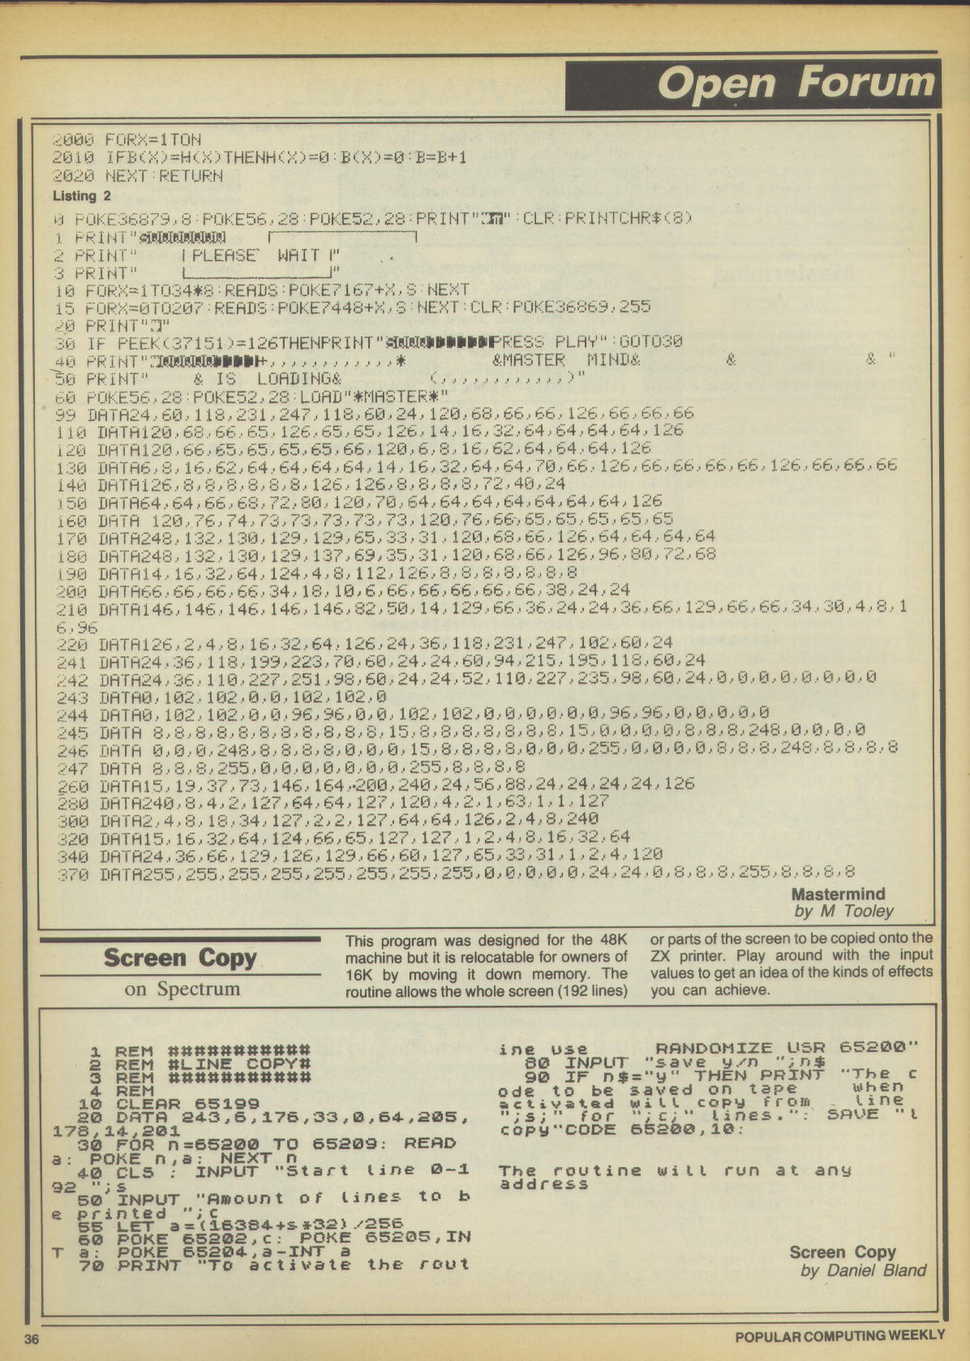 Open Forum
2000 FORX=1TON
2010 IFB(X)=H(X)THENH(X)=0:B(X)=0:B=B+1
2020 NEXT:RETURN
Listing 2
0 POKE36879,8:POKE56,28:POKE52,28:PRINT"":CLR:PRINTCHR$(8)
1 PRINT"
2 PRINT" PLEASE WAIT "
3 PRINT" "
10 FORX=1TO34*8:READS:POKE7167+X,S:NEXT
15 FORX=0TO207:READS:POKE7448+X,S:NEXT:CLR:POKE36869,255
20 PRINT""
30 IF PEEK(37151)=126THENPRINT"PRESS PLAY":GOTO30
40 PRINT"+,,,,,,,,,,,,* &MASTER MIND& & & "
50 PRINT" & IS LOADING& (,,,,,,,,,,,,)"
60 POKE56,28:POKE52,28:LOAD"*MASTER*"
99 DATA24,60,118,231,247,118,60,24,120,68,66,66,126,66,66,66
110 DATA120,68,66,65,126,65,65,126,14,16,32,64,64,64,64,126
120 DATA120,66,65,65,65,65,66,120,6,8,16,62,64,64,64,126
130 DATA6,8,16,62,64,64,64,64,14,16,32,64,64,70,66,126,66,66,66,66,126,66,66,66
140 DATA126,8,8,8,8,8,8,126,126,8,8,8,8,72,40,24
150 DATA64,64,66,68,72,80,120,70,64,64,64,64,64,64,64,126
160 DATA 120,76,74,73,73,73,73,73,120,76,66,65,65,65,65,65
170 DATA248,132,130,129,129,65,33,31,120,68,66,126,64,64,64,64
180 DATA248,132,130,129,137,69,35,31,120,68,66,126,96,80,72,68
190 DATA14,16,32,64,124,4,8,112,126,8,8,8,8,8,8,8
200 DATA66,66,66,66,34,18,10,6,66,66,66,66,66,38,24,24
210 DATA146,146,146,146,146,82,50,14,129,66,36,24,24,36,66,129,66,66,34,30,4,8,1
6,96
220 DATA126,2,4,8,16,32,64,126,24,36,118,231,247,102,60,24
241 DATA24,36,118,199,223,70,60,24,24,60,94,215,195,118,60,24
242 DATA24,36,110,227,251,98,60,24,24,52,110,227,235,98,60,24,0,0,0,0,0,0,0,0
243 DATA0,102,102,0,0,102,102,0
244 DATA0,102,102,0,0,96,96,0,0,102,102,0,0,0,0,0,0,96,96,0,0,0,0,0
245 DATA 8,8,8,8,8,8,8,8,8,8,8,15,8,8,8,8,8,8,8,15,0,0,0,0,8,8,8,248,0,0,0,0
246 DATA 0,0,0,248,8,8,8,8,0,0,0,15,8,8,8,8,0,0,0,255,0,0,0,0,8,8,8,248,8,8,8,8
247 DATA 8,8,8,255,0,0,0,0,0,0,0,255,8,8,8,8
260 DATA15,19,37,73,146,164,200,240,24,56,88,24,24,24,24,126
280 DATA240,8,4,2,127,64,64,127,120,4,2,1,63,1,1,127
300 DATA2,4,8,18,34,127,2,2,127,64,64,126,2,4,8,240
320 DATA15,16,32,64,124,66,65,127,127,1,2,4,8,16,32,64
340 DATA24,36,66,129,126,129,66,60,127,65,33,31,1,2,4,120
370 DATA255,255,255,255,255,255,255,255,0,0,0,0,0,24,24,0,8,8,8,255,8,8,8,8
Mastermind
by M Tooley
Screen Copy
on Spectrum
This program was designed for the 48K
machine but it is relocatable for owners of
16K by moving it down memory. The
routine allows the whole screen (192 lines)
or parts of the screen to be copied onto the
ZX printer. Play around with the input
values to get an idea of the kinds of effects
you can achieve.
1 REM ###########
2 REM #LINE COPY#
3 REM ###########
4 REM
10 CLEAR 65199
20 DATA 243,6,176,33,0,64,205,
178,14,201
30 FOR n=65200 TO 65209: READ
a: POKE n,a: NEXT n
40 CLS : INPUT "Start line 0-1
92 ";s
50 INPUT "Amount of lines to b
e printed ";c
55 LET a=(16384+s*32)/256
60 POKE 65202,c: POKE 65205,IN
T a: POKE 65204,a-INT a
70 PRINT "To activate the rout
ine use RANDOMIZE USR 65200"
80 INPUT "save y/n ";n$
90 IF n$="y" THEN PRINT "The c
ode to be saved on tape when
activated will copy from line
";s;" for ";c;" lines.": SAVE "l
copy"CODE 65200,10:
The routine will run at any
address
Screen Copy
by Daniel Bland
36
POPULAR COMPUTING WEEKLY